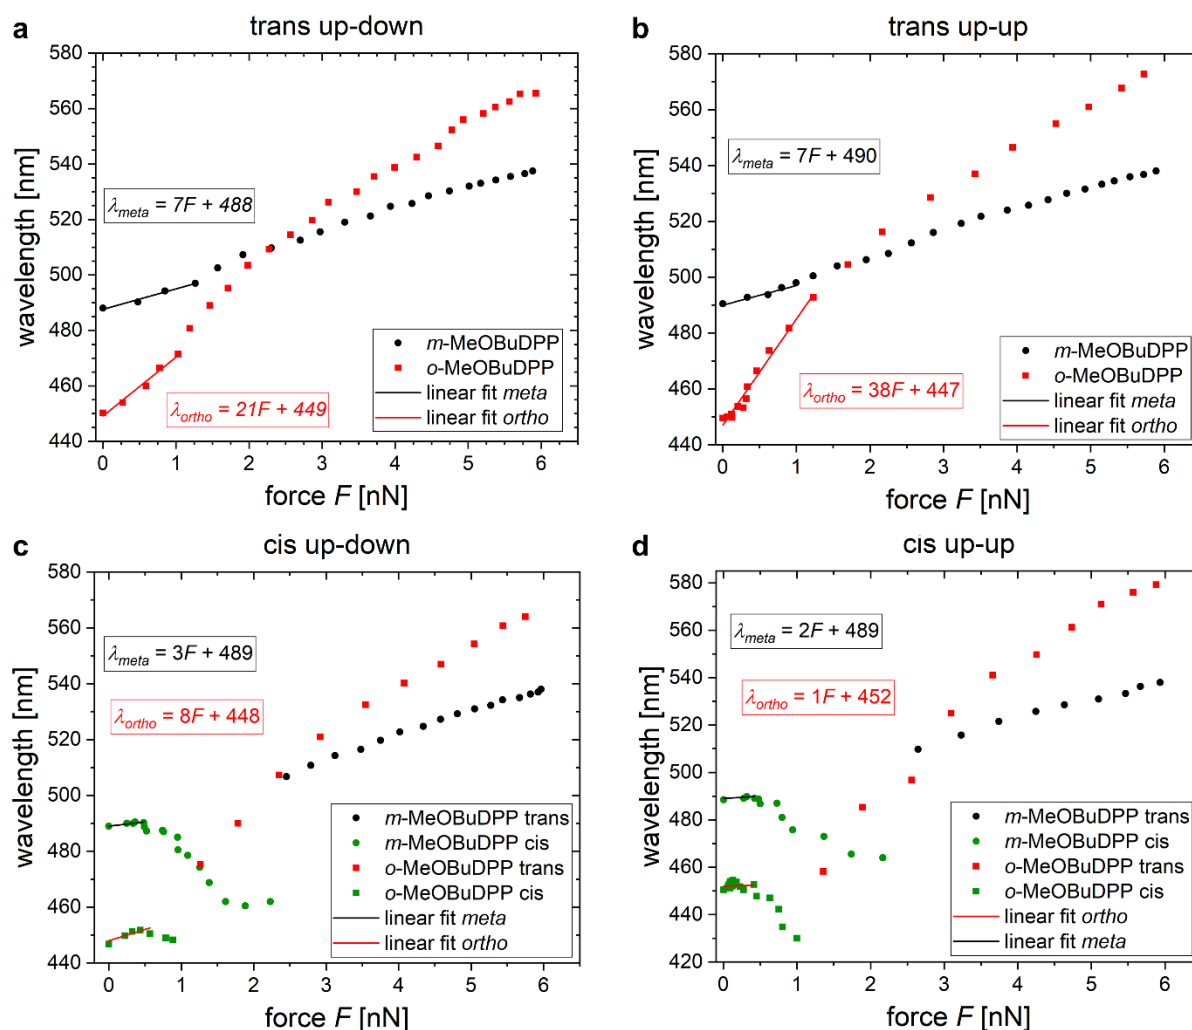 a
trans up-down
580
560
540
520
500
480
460
440
0
1
2
3
4
5
6
wavelength [nm]
force F [nN]
λmeta = 7F + 488
λortho = 21F + 449
m-MeOBuDPP
o-MeOBuDPP
linear fit meta
linear fit ortho
b
trans up-up
580
560
540
520
500
480
460
440
0
1
2
3
4
5
6
wavelength [nm]
force F [nN]
λmeta = 7F + 490
λortho = 38F + 447
m-MeOBuDPP
o-MeOBuDPP
linear fit meta
linear fit ortho
c
cis up-down
580
560
540
520
500
480
460
440
0
1
2
3
4
5
6
wavelength [nm]
force F [nN]
λmeta = 3F + 489
λortho = 8F + 448
m-MeOBuDPP trans
m-MeOBuDPP cis
o-MeOBuDPP trans
o-MeOBuDPP cis
linear fit meta
linear fit ortho
d
cis up-up
580
560
540
520
500
480
460
440
420
0
1
2
3
4
5
6
wavelength [nm]
force F [nN]
λmeta = 2F + 489
λortho = 1F + 452
m-MeOBuDPP trans
m-MeOBuDPP cis
o-MeOBuDPP trans
o-MeOBuDPP cis
linear fit ortho
linear fit meta